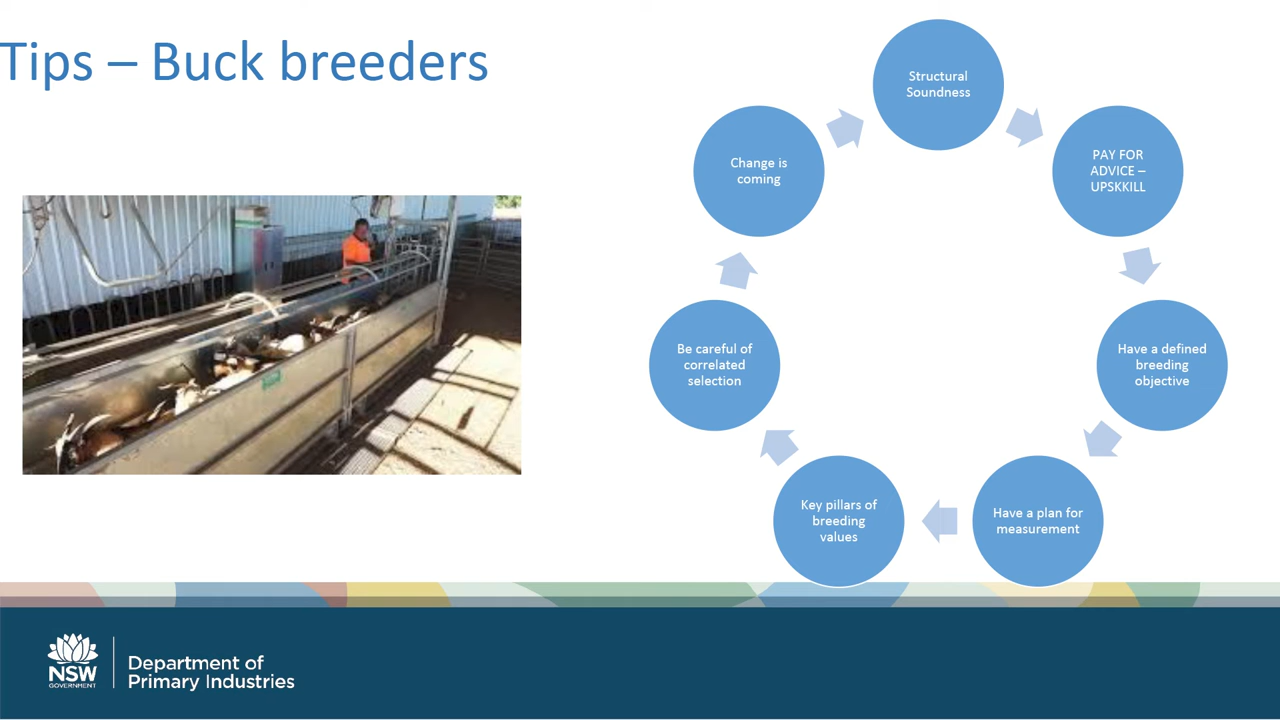 Tips – Buck breeders
Structural
Soundness
PAY FOR
ADVICE –
UPSKKILL
Have a defined
breeding
objective
Have a plan for
measurement
Key pillars of
breeding
values
Be careful of
correlated
selection
Change is
coming
NSW
GOVERNMENT
Department of
Primary Industries